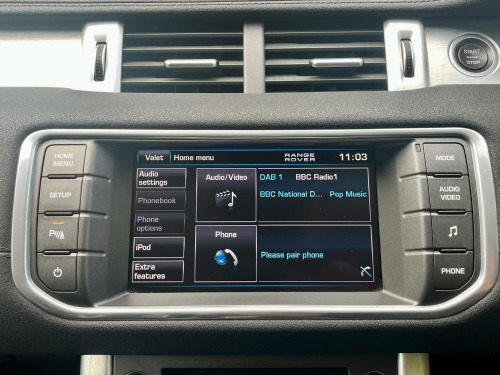 START
ENGINE
STOP
HOME
MENU
SETUP
P
Valet Home menu RANGE
ROVER 11:03
Audio
settings
Phonebook
Phone
options
iPod
Extra
features
Audio/Video
DAB 1 BBC Radio1
BBC National D... Pop Music
Phone
Please pair phone
MODE
AUDIO
VIDEO
PHONE